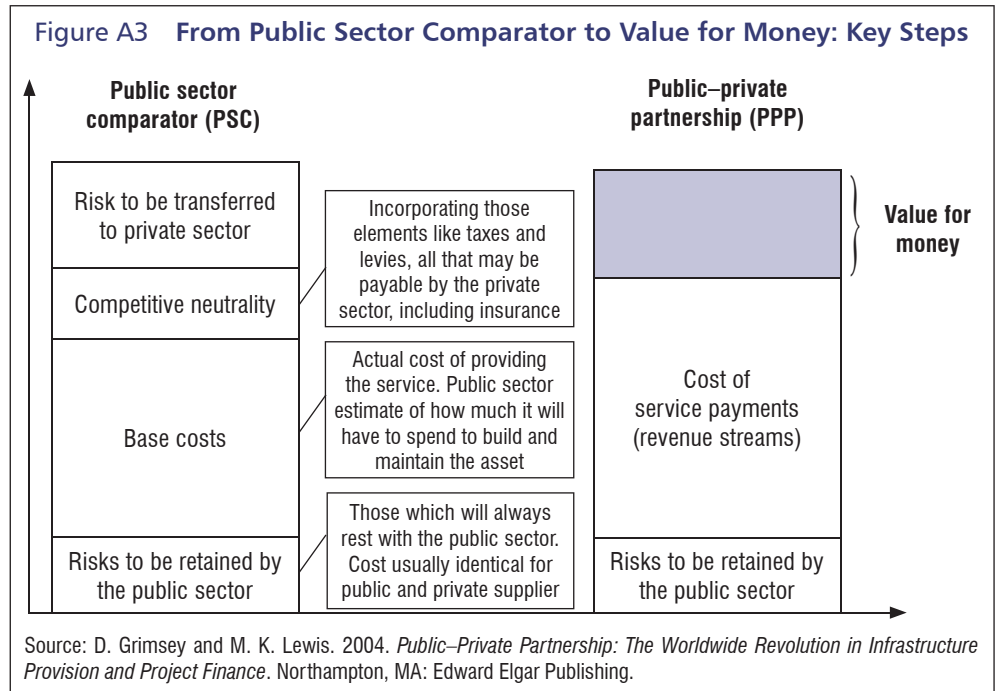 Figure A3 From Public Sector Comparator to Value for Money: Key Steps
Public sector
comparator (PSC)
Risk to be transferred
to private sector
Competitive neutrality
Base costs
Risks to be retained by
the public sector
Incorporating those
elements like taxes and
levies, all that may be
payable by the private
sector, including insurance
Actual cost of providing
the service. Public sector
estimate of how much it will
have to spend to build and
maintain the asset
Those which will always
rest with the public sector.
Cost usually identical for
public and private supplier
Public–private
partnership (PPP)
Value for
money
Cost of
service payments
(revenue streams)
Risks to be retained by
the public sector
Source: D. Grimsey and M. K. Lewis. 2004. Public–Private Partnership: The Worldwide Revolution in Infrastructure
Provision and Project Finance. Northampton, MA: Edward Elgar Publishing.